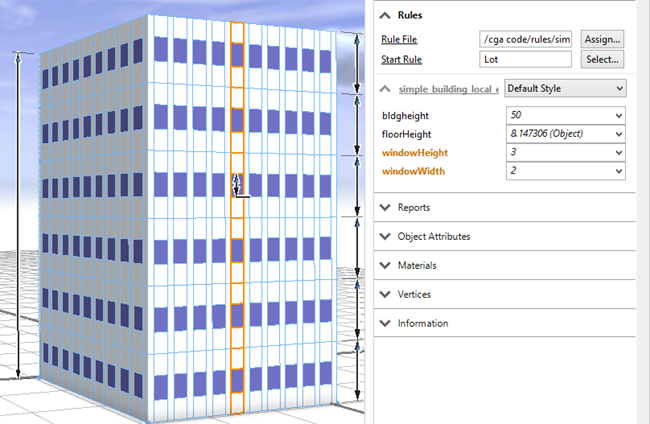 Rules
Rule File /cga code/rules/sim Assign...
Start Rule Lot Select...
simple_building_local_e Default Style
bldgheight 50
floorHeight 8.147306 (Object)
windowHeight 3
windowWidth 2
Reports
Object Attributes
Materials
Vertices
Information